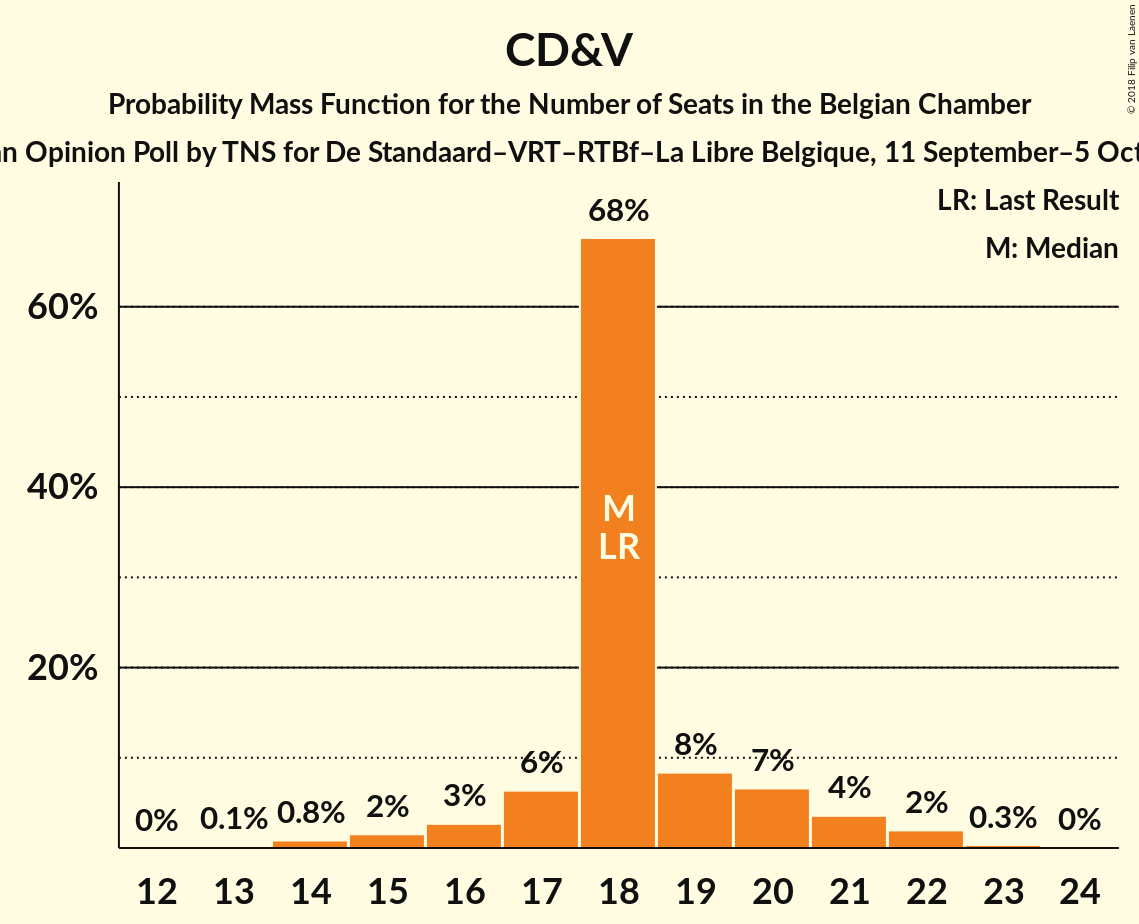 CD&V
Probability Mass Function for the Number of Seats in the Belgian Chamber
Opinion Poll by TNS for De Standaard–VRT–RTBf–La Libre Belgique, 11 September–5
© 2018 Filip van Laenen
LR: Last Result
M: Median
60%
40%
20%
0%
0.1%
0.8%
2%
3%
6%
68%
8%
7%
4%
2%
0.3%
0%
M
LR
12 13 14 15 16 17 18 19 20 21 22 23 24